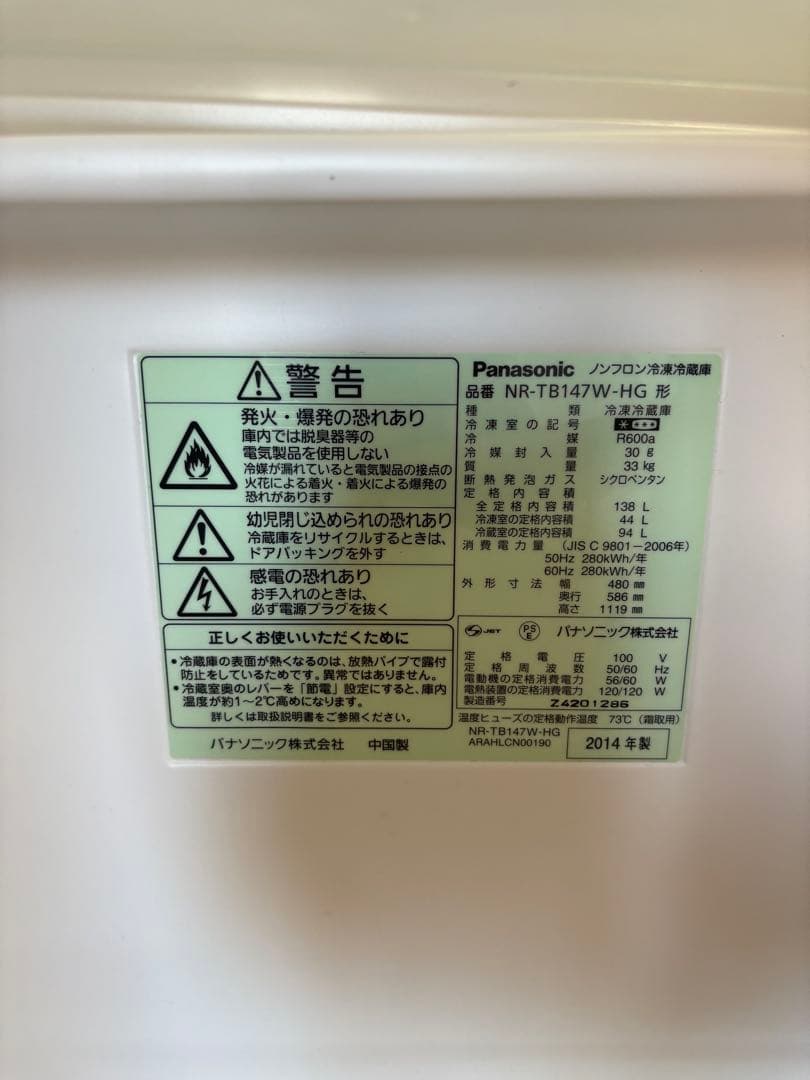 警告
発火・爆発の恐れあり
庫内では脱臭器等の
電気製品を使用しない
冷媒が漏れていると電気製品の接点の
火花による着火・着火による爆発の
恐れがあります
幼児閉じ込められの恐れあり
冷蔵庫をリサイクルするときは、
ドアパッキングを外す
感電の恐れあり
お手入れのときは、
必ず電源プラグを抜く
正しくお使いいただくために
・冷蔵庫の表面が熱くなるのは、放熱パイプで露付
防止をしているためです。異常ではありません。
・冷蔵室奥のレバーを「節電」設定にすると、庫内
温度が約1〜2℃高めになります。
詳しくは取扱説明書をご参照ください。
パナソニック株式会社 中国製
Panasonic ノンフロン冷凍冷蔵庫
品番 NR-TB147W-HG 形
種類 冷凍冷蔵庫
冷凍室の記号
冷媒 R600a
冷媒封入量 30 g
質量 33 kg
断熱発泡ガス シクロペンタン
定格内容積
全定格内容積 138 L
冷凍室の定格内容積 44 L
冷蔵室の定格内容積 94 L
消費電力量 (JIS C 9801-2006年)
50Hz 280kWh/年
60Hz 280kWh/年
外形寸法 幅 480 mm
奥行 586 mm
高さ 1119 mm
JET PSE パナソニック株式会社
定格電圧 100 V
定格周波数 50/60 Hz
電動機の定格消費電力 56/60 W
電熱装置の定格消費電力 120/120 W
製造番号 Z4201286
温度ヒューズの定格動作温度 73℃(霜取用)
NR-TB147W-HG
ARAHLCN00190
2014 年製